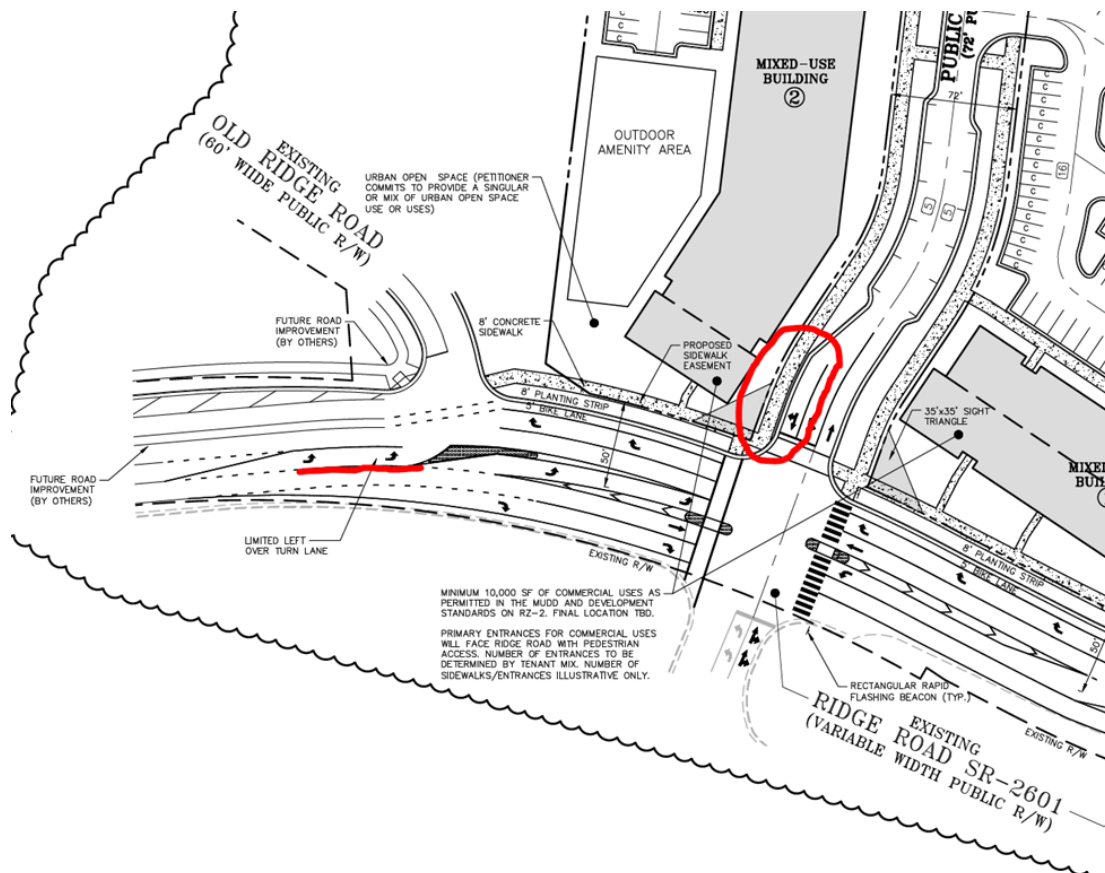 MIXED-USE
BUILDING
2
PUBLIC
(72'
72'
OUTDOOR
AMENITY AREA
EXISTING
OLD RIDGE ROAD
(60' WIIDE PUBLIC R/W)
URBAN OPEN SPACE (PETITIONER
COMMITS TO PROVIDE A SINGULAR
OR MIX OF URBAN OPEN SPACE
USE OR USES)
16
5
5
C
C
C
C
C
C
C
C
C
C
C
C
FUTURE ROAD
IMPROVEMENT
(BY OTHERS)
8' CONCRETE
SIDEWALK
PROPOSED
SIDEWALK
EASEMENT
8' PLANTING STRIP
5' BIKE LANE
50'
35'x35' SIGHT
TRIANGLE
FUTURE ROAD
IMPROVEMENT
(BY OTHERS)
LIMITED LEFT
OVER TURN LANE
EXISTING R/W
8' PLANTING STRIP
5' BIKE LANE
50'
MINIMUM 10,000 SF OF COMMERCIAL USES AS
PERMITTED IN THE MUDD AND DEVELOPMENT
STANDARDS ON RZ-2. FINAL LOCATION TBD.
PRIMARY ENTRANCES FOR COMMERCIAL USES
WILL FACE RIDGE ROAD WITH PEDESTRIAN
ACCESS. NUMBER OF ENTRANCES TO BE
DETERMINED BY TENANT MIX. NUMBER OF
SIDEWALKS/ENTRANCES ILLUSTRATIVE ONLY.
RECTANGULAR RAPID
FLASHING BEACON (TYP.)
EXISTING
RIDGE ROAD SR-2601
(VARIABLE WIDTH PUBLIC R/W)
EXISTING R/W